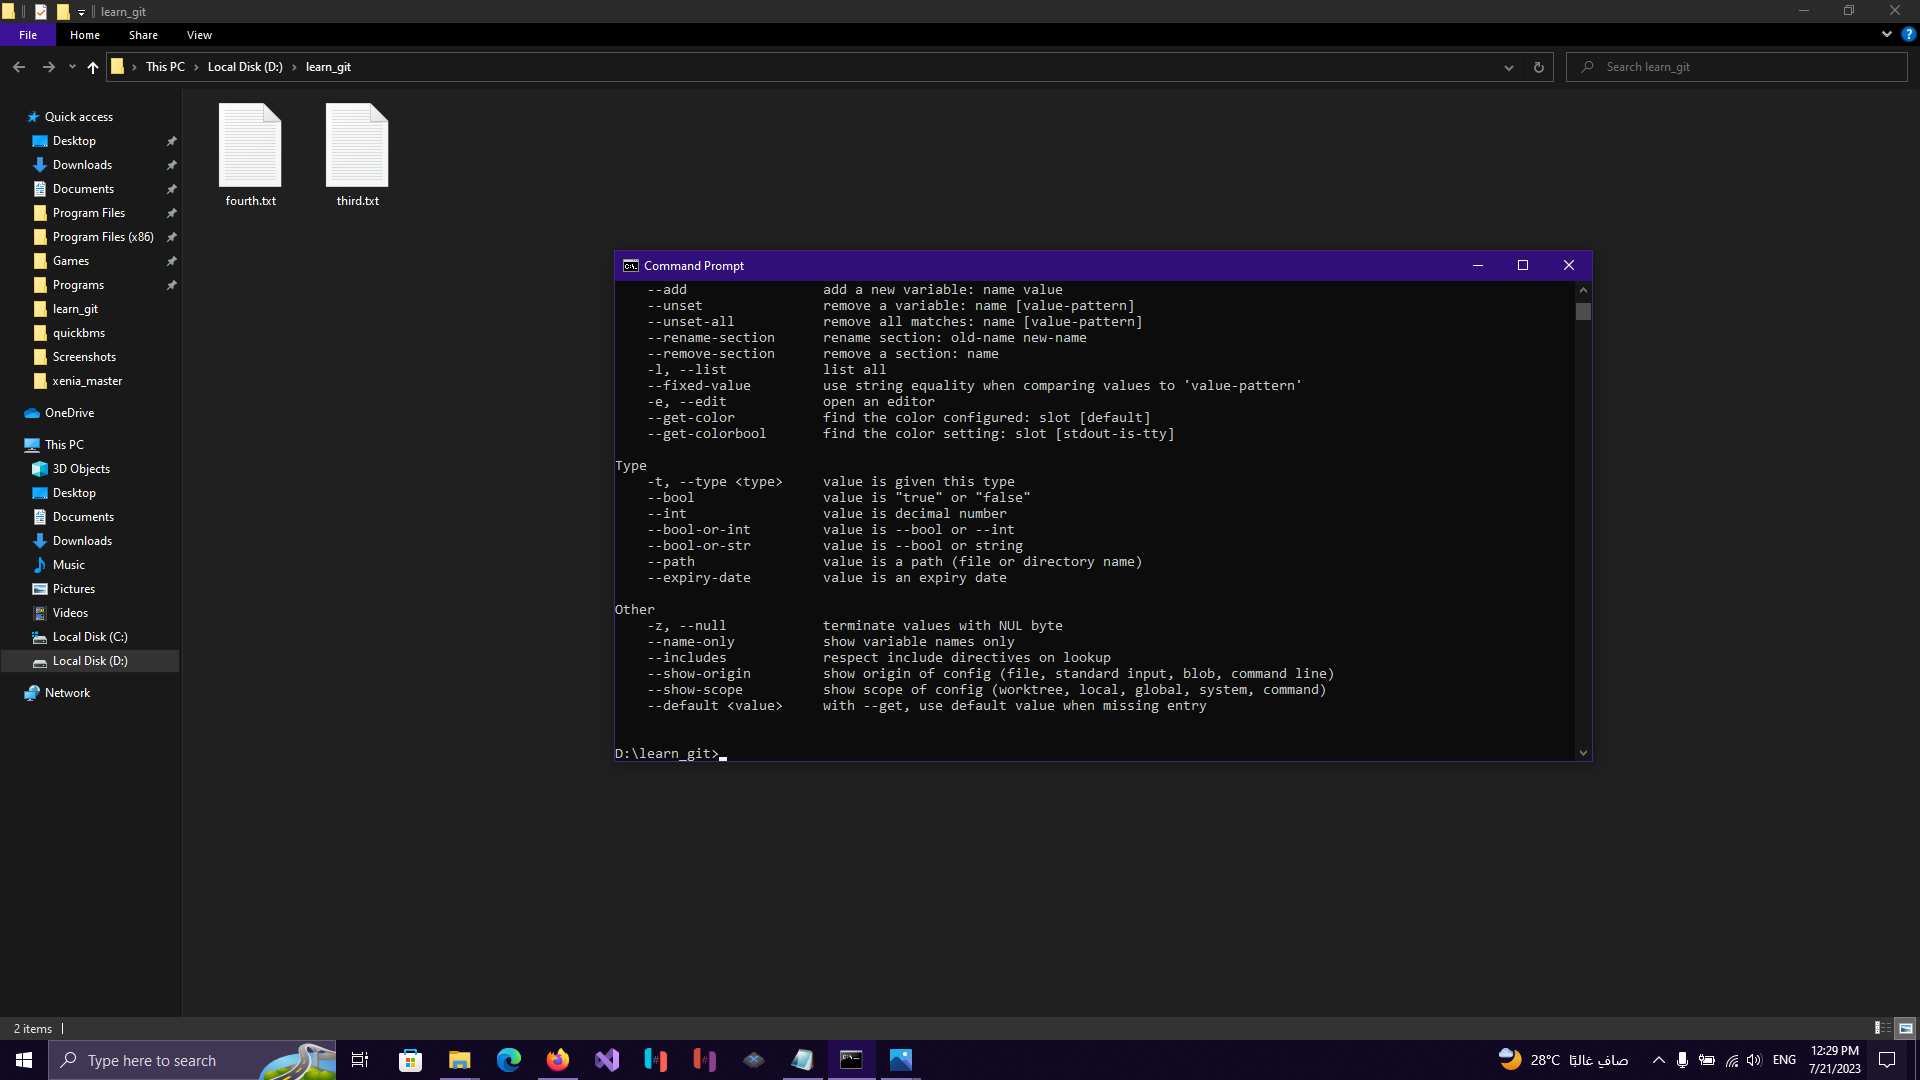 learn_git
File
Home
Share
View
This PC
Local Disk (D:)
learn_git
Search learn_git
Quick access
Desktop
Downloads
Documents
Program Files
Program Files (x86)
Games
Programs
learn_git
quickbms
Screenshots
xenia_master
OneDrive
This PC
3D Objects
Desktop
Documents
Downloads
Music
Pictures
Videos
Local Disk (C:)
Local Disk (D:)
Network
fourth.txt
third.txt
Command Prompt
--add add a new variable: name value
--unset remove a variable: name [value-pattern]
--unset-all remove all matches: name [value-pattern]
--rename-section rename section: old-name new-name
--remove-section remove a section: name
-l, --list list all
--fixed-value use string equality when comparing values to 'value-pattern'
-e, --edit open an editor
--get-color find the color configured: slot [default]
--get-colorbool find the color setting: slot [stdout-is-tty]
Type
-t, --type <type> value is given this type
--bool value is "true" or "false"
--int value is decimal number
--bool-or-int value is --bool or --int
--bool-or-str value is --bool or string
--path value is a path (file or directory name)
--expiry-date value is an expiry date
Other
-z, --null terminate values with NUL byte
--name-only show variable names only
--includes respect include directives on lookup
--show-origin show origin of config (file, standard input, blob, command line)
--show-scope show scope of config (worktree, local, global, system, command)
--default <value> with --get, use default value when missing entry
D:\learn_git>
2 items
Type here to search
28°C صافٍ غالبًا
ENG
12:29 PM
7/21/2023